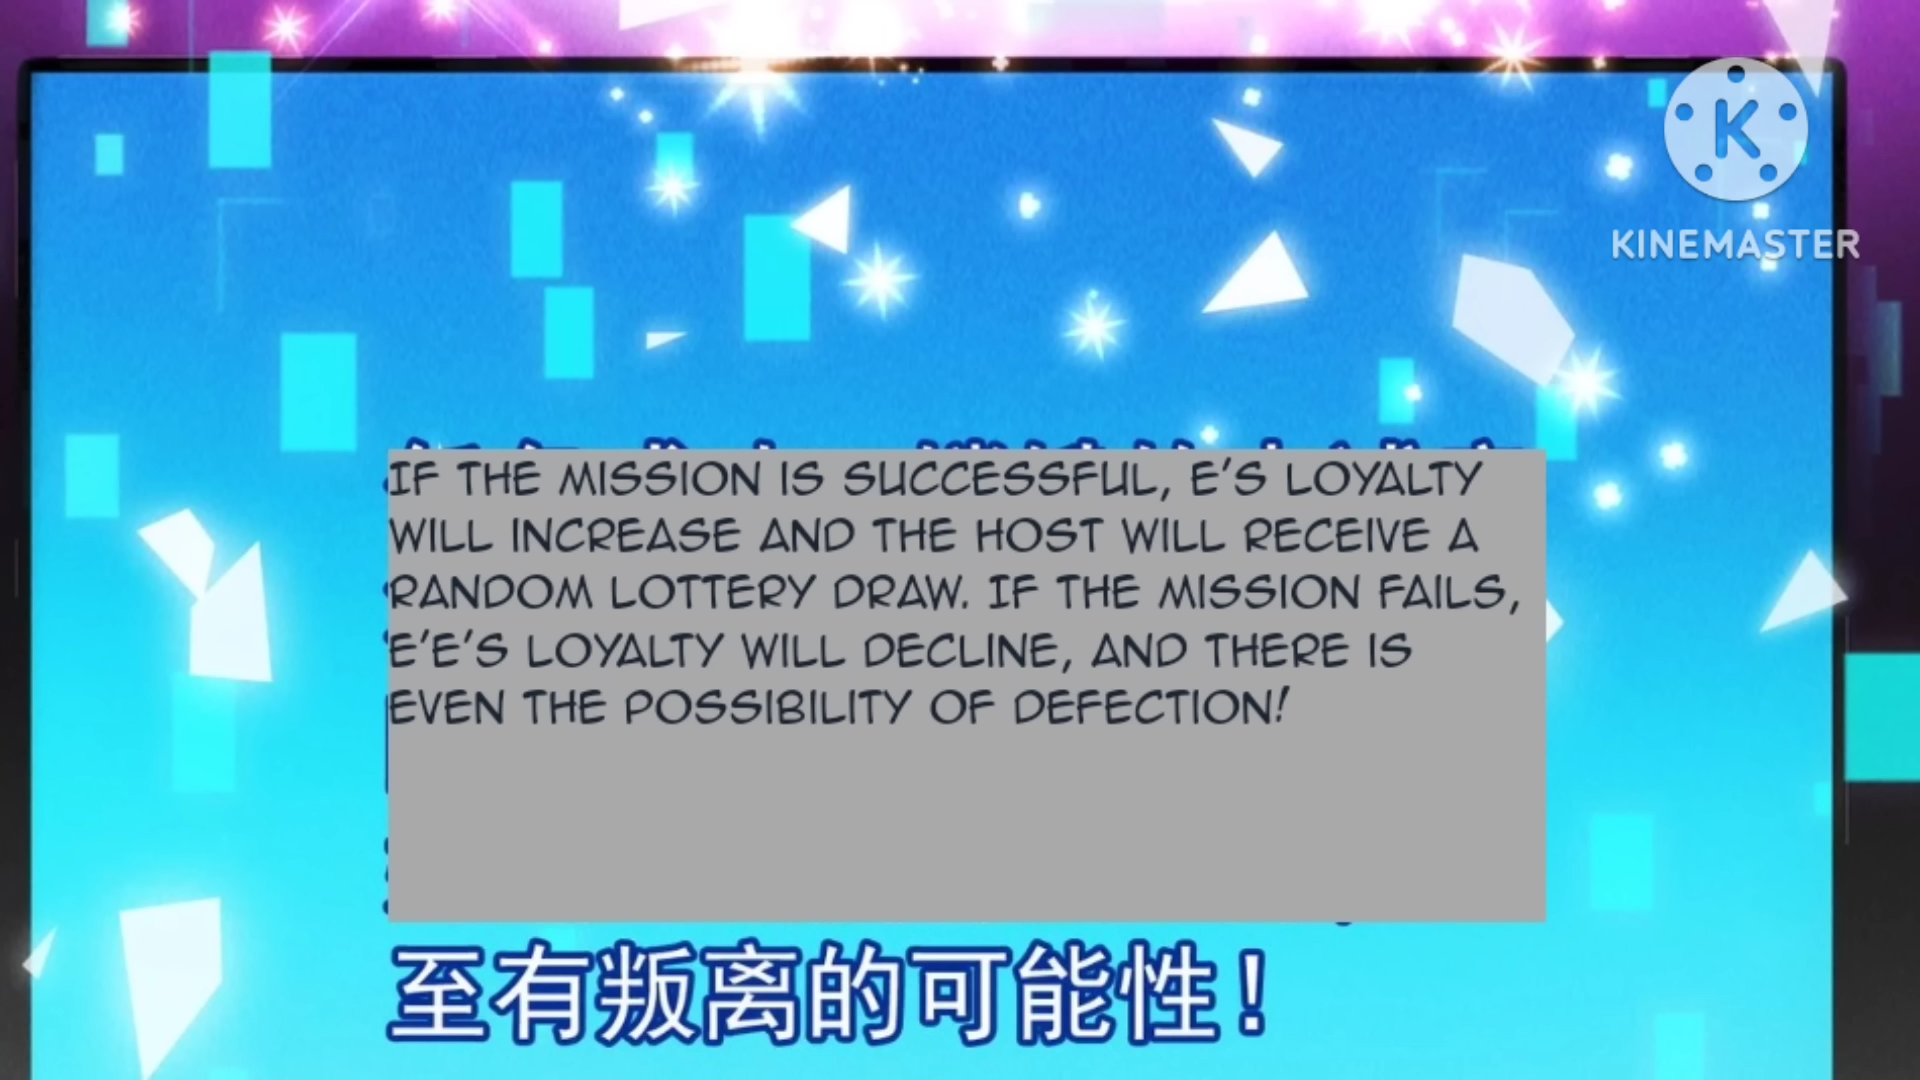 KINEMASTER
IF THE MISSION IS SUCCESSFUL, E'S LOYALTY
WILL INCREASE AND THE HOST WILL RECEIVE A
RANDOM LOTTERY DRAW. IF THE MISSION FAILS,
E'E'S LOYALTY WILL DECLINE, AND THERE IS
EVEN THE POSSIBILITY OF DEFECTION!
至有叛离的可能性!